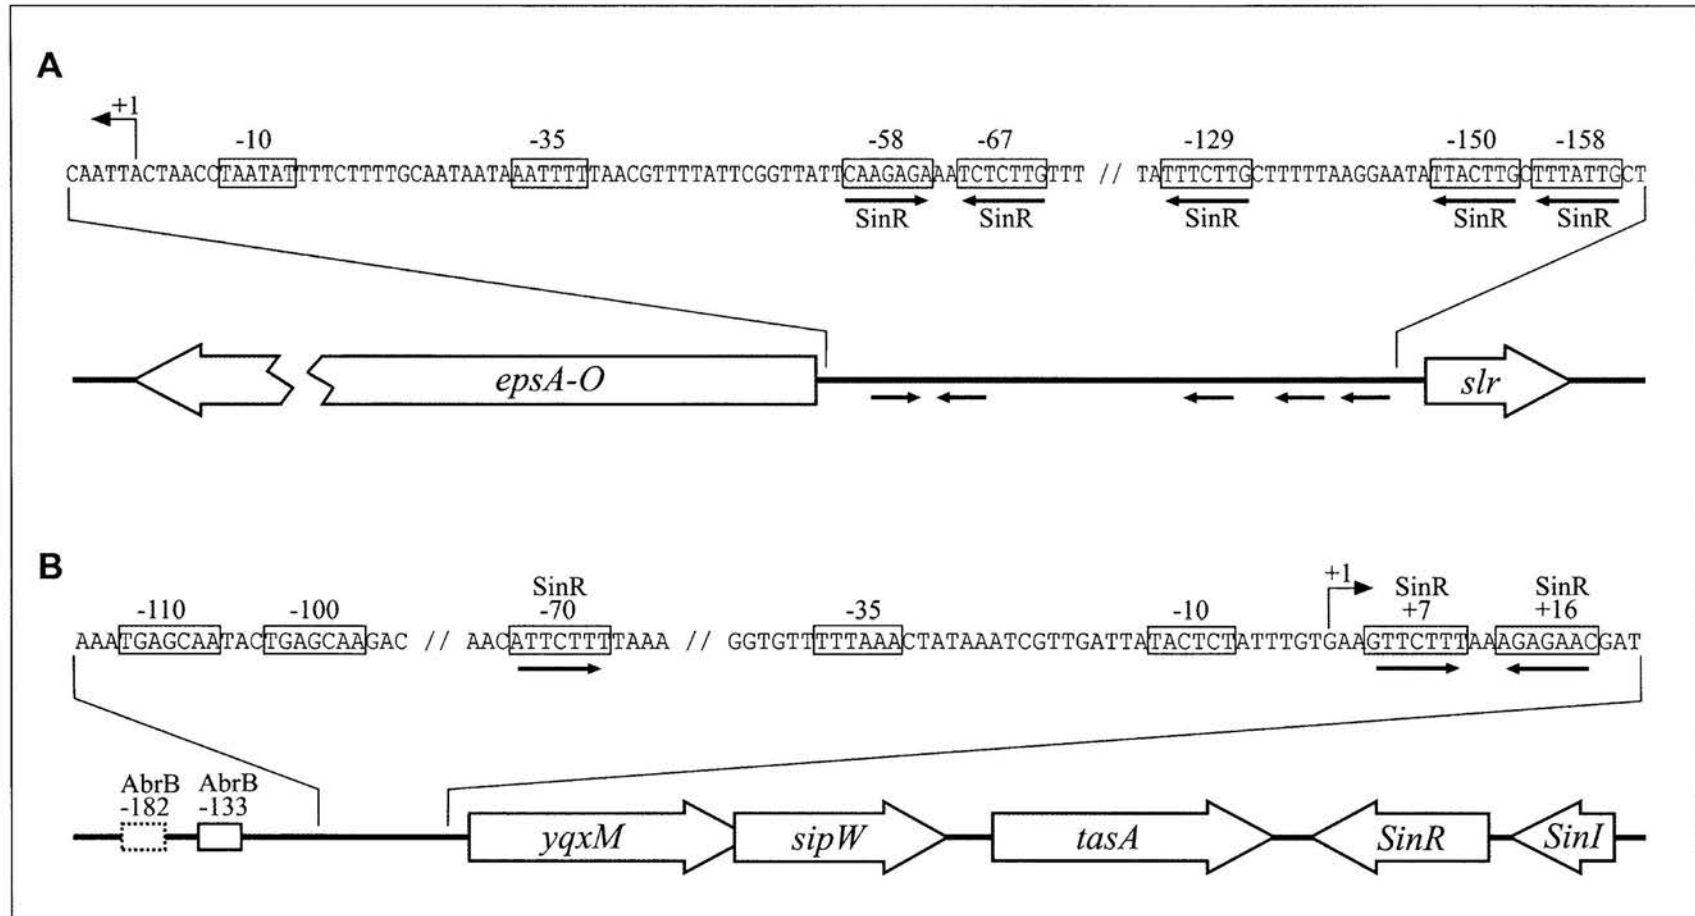 A
+1
-10 -35 -58 -67 -129 -150 -158
CAATTACTAACCTAATATTTTCTTTTGCAATAATAAATTTTTAACGTTTTATTCGGTTATTCAAGAGAAATCTCTTGTTT // TATTTCTTGCTTTTTAAGGAATATTACTTGCTTTATTGCT
SinR SinR SinR SinR SinR
epsA-O slr
B
SinR +1 SinR SinR
-110 -100 -70 -35 -10 +7 +16
AAATGAGCAATACTGAGCAAGAC // AACATTCTTTTAAA // GGTGTTTTTAAACTATAAATCGTTGATTATACTCTATTTGTGAAGTTCTTTAAAGAGAACGAT
AbrB AbrB
-182 -133
yqxM sipW tasA SinR SinI